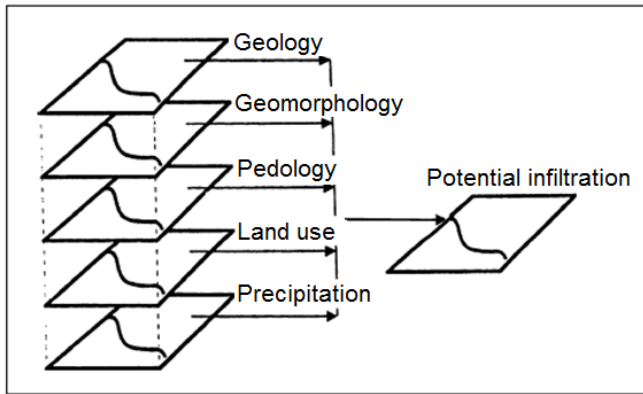 Geology
Geomorphology
Pedology
Potential infiltration
Land use
Precipitation